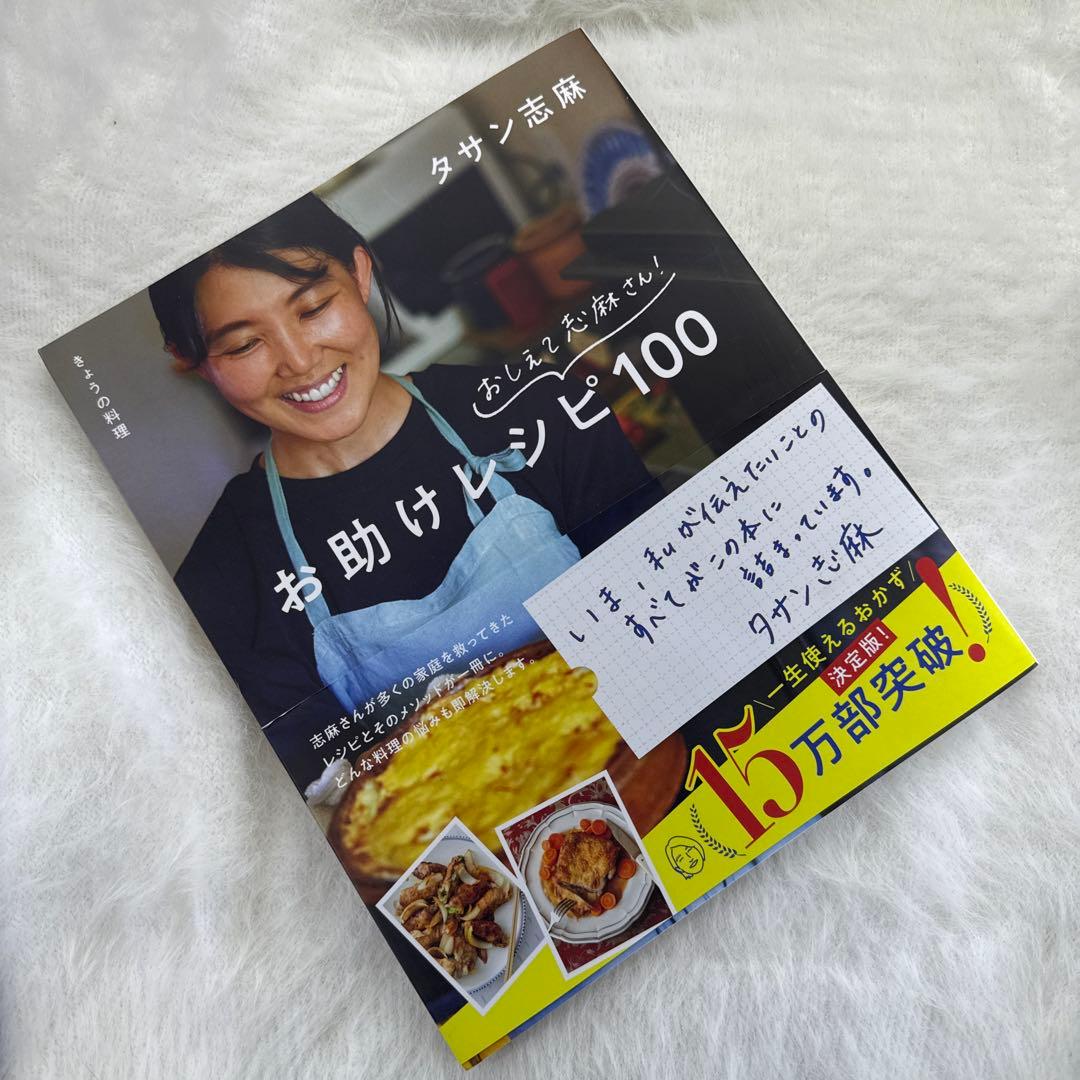 タサン志麻
きょうの料理
おしえて志麻さん!
お助けレシピ100
いま、私が伝えたいことの
すべてがこの本に
詰まっています。
タサン志麻
志麻さんが多くの家庭を救ってきた
レシピとそのメソッドが一冊に。
どんな料理の悩みも即解決します。
一生使えるおかず
決定版!
15万部突破!